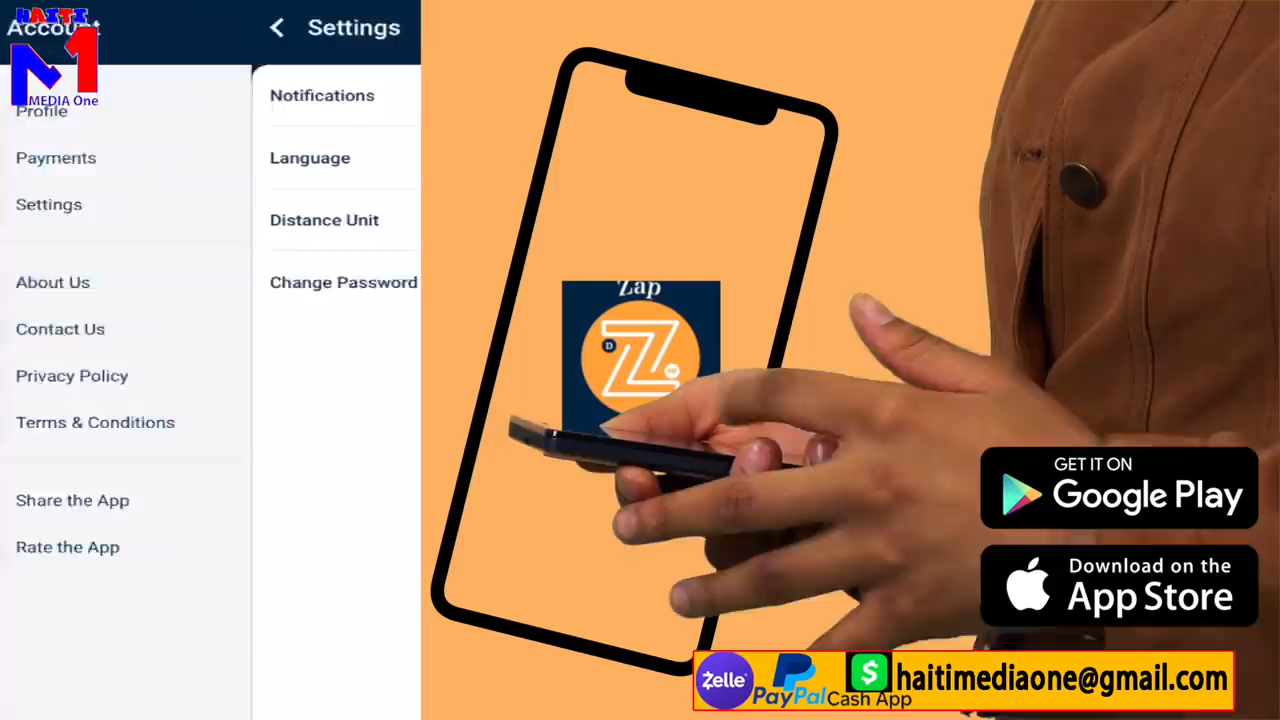 HAITI
Account
M1
MEDIA One
Profile
Payments
Settings
About Us
Contact Us
Privacy Policy
Terms & Conditions
Share the App
Rate the App
Settings
Notifications
Language
Distance Unit
Change Password
Zap
D
Z
GET IT ON
Google Play
Download on the
App Store
Zelle
PayPal
$
Cash App
haitimediaone@gmail.com